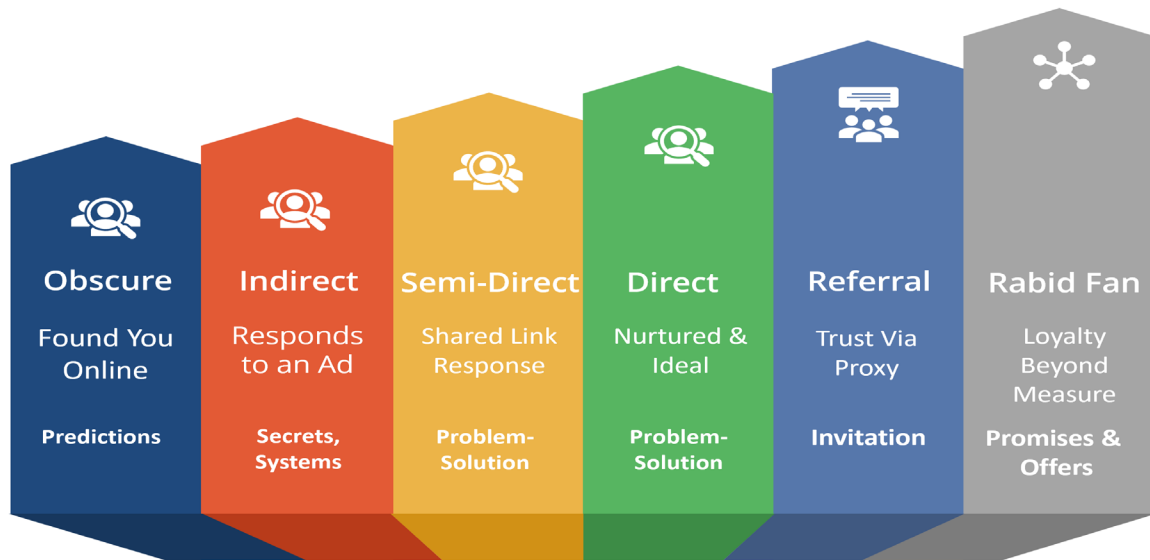 Obscure
Found You
Online
Predictions
Indirect
Responds
to an Ad
Secrets,
Systems
Semi-Direct
Shared Link
Response
Problem-
Solution
Direct
Nurtured &
Ideal
Problem-
Solution
Referral
Trust Via
Proxy
Invitation
Rabid Fan
Loyalty
Beyond
Measure
Promises &
Offers